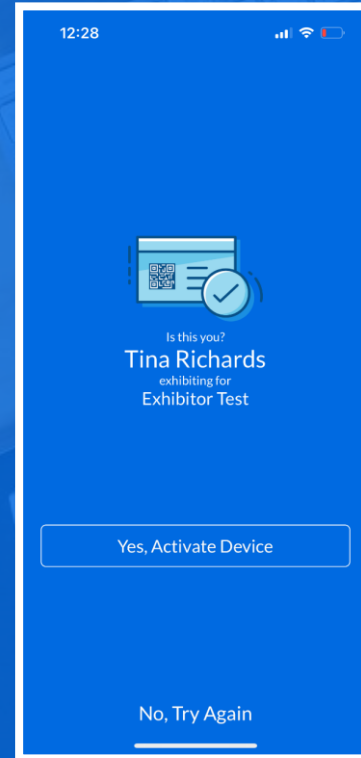 12:28
Is this you?
Tina Richards
exhibiting for
Exhibitor Test
Yes, Activate Device
No, Try Again